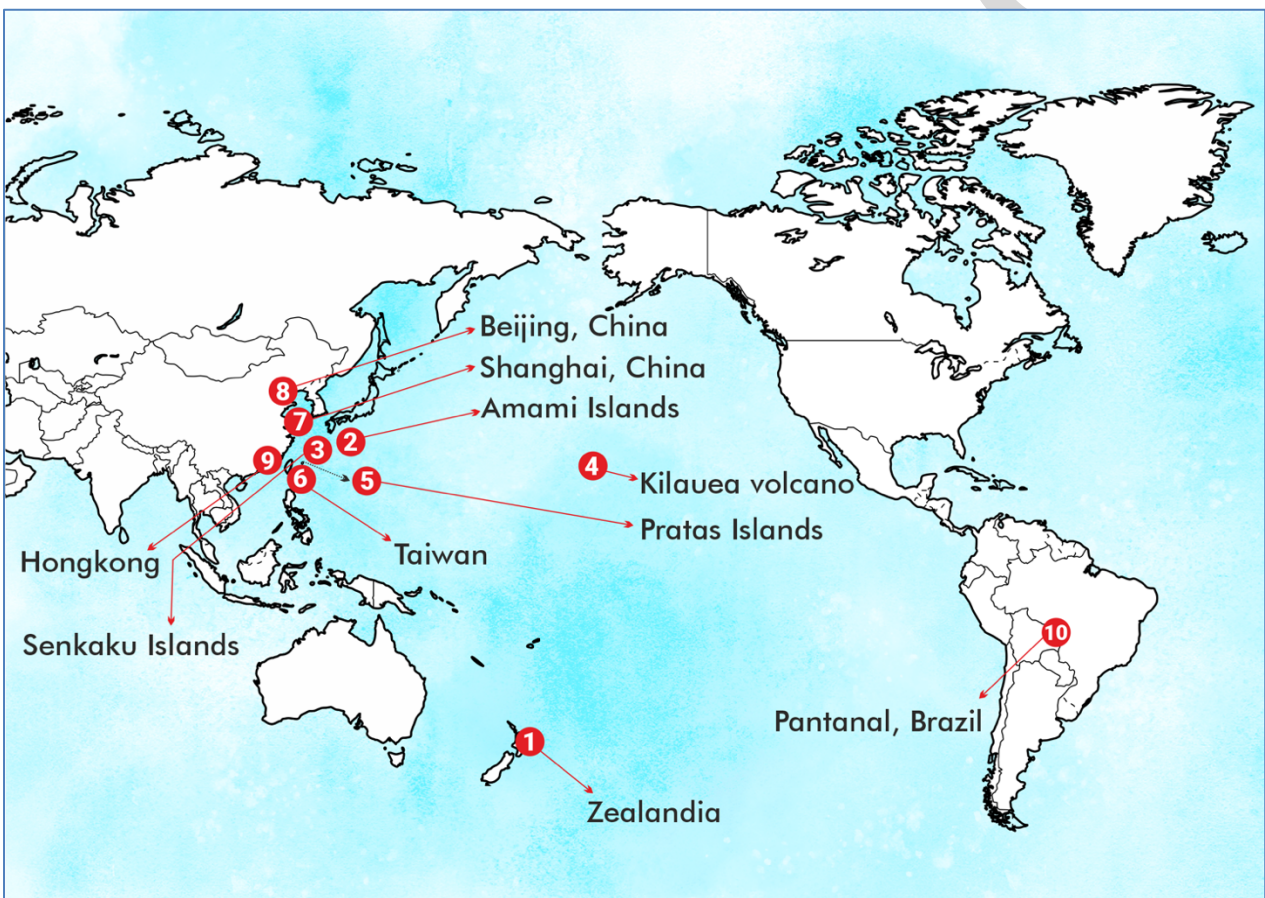 Beijing, China
8
Shanghai, China
Amami Islands
7
2
3
9
4
6
5
Kilauea volcano
Pratas Islands
Hongkong
Taiwan
Senkaku Islands
10
Pantanal, Brazil
1
Zealandia